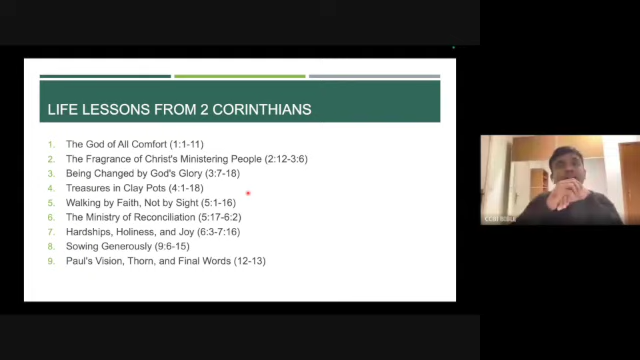 LIFE LESSONS FROM 2 CORINTHIANS
1. The God of All Comfort (1:1-11)
2. The Fragrance of Christ's Ministering People (2:12-3:6)
3. Being Changed by God's Glory (3:7-18)
4. Treasures in Clay Pots (4:1-18)
5. Walking by Faith, Not by Sight (5:1-16)
6. The Ministry of Reconciliation (5:17-6:2)
7. Hardships, Holiness, and Joy (6:3-7:16)
8. Sowing Generously (9:6-15)
9. Paul's Vision, Thorn, and Final Words (12-13)